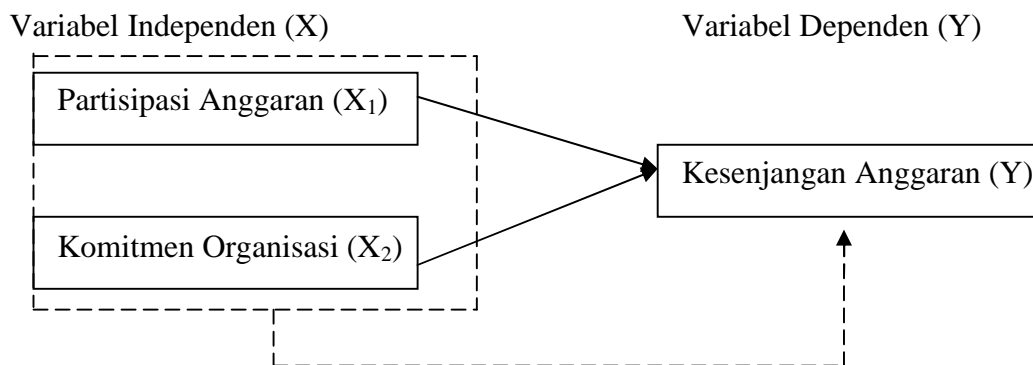 Variabel Independen (X)
Variabel Dependen (Y)
Partisipasi Anggaran (X₁)
Kesenjangan Anggaran (Y)
Komitmen Organisasi (X₂)